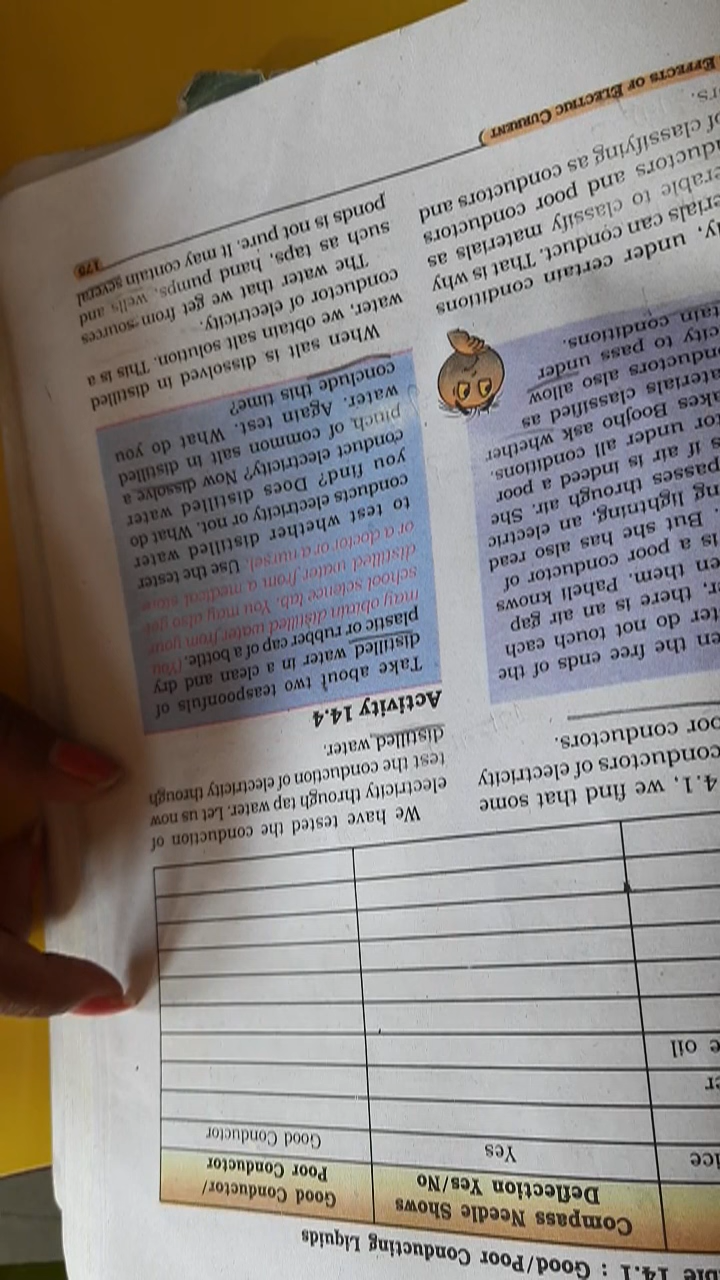 ble 14.1 : Good/Poor Conducting Liquids
Compass Needle Shows
Deflection Yes/No
Good Conductor/
Poor Conductor
ice
Yes
Good Conductor
er
e oil
4.1, we find that some
conductors of electricity
oor conductors.
en the free ends of the
ter do not touch each
r, there is an air gap
en them. Paheli knows
is a poor conductor of
But she has also read
ng lightning, an electric
passes through air. She
s if air is indeed a poor
tor under all conditions.
akes Boojho ask whether
aterials classified as
nductors also allow
city to pass under
tain conditions.
ly, under certain conditions
erials can conduct. That is why
erable to classify materials as
ductors and poor conductors
of classifying as conductors and
rs.
We have tested the conduction of
electricity through tap water. Let us now
test the conduction of electricity through
distilled water.
Activity 14.4
Take about two teaspoonfuls of
distilled water in a clean and dry
plastic or rubber cap of a bottle. (You
may obtain distilled water from your
school science lab. You may also get
distilled water from a medical store
or a doctor or a nurse). Use the tester
to test whether distilled water
conducts electricity or not. What do
you find? Does distilled water
conduct electricity? Now dissolve a
pinch of common salt in distilled
water. Again test. What do you
conclude this time?
When salt is dissolved in distilled
water, we obtain salt solution. This is a
conductor of electricity.
The water that we get from sources
such as taps, hand pumps, wells and
ponds is not pure. It may contain several
EFFECTS OF ELECTRIC CURRENT
175